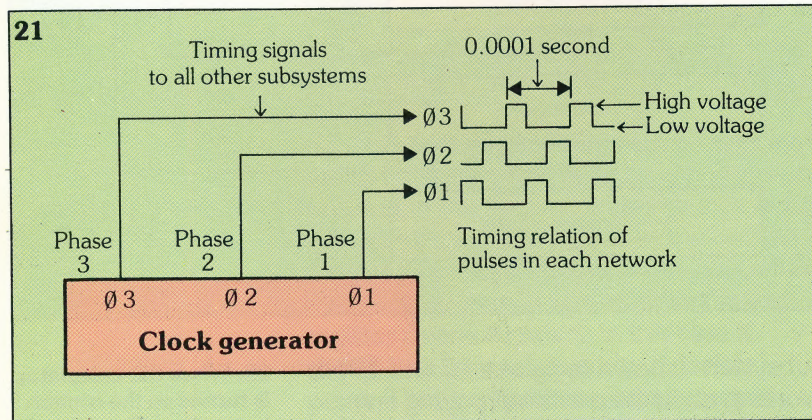 21
Timing signals
to all other subsystems
0.0001 second
High voltage
Low voltage
Ø3
Ø2
Ø1
Timing relation of
pulses in each network
Phase
3
Phase
2
Phase
1
Ø3
Ø2
Ø1
Clock generator